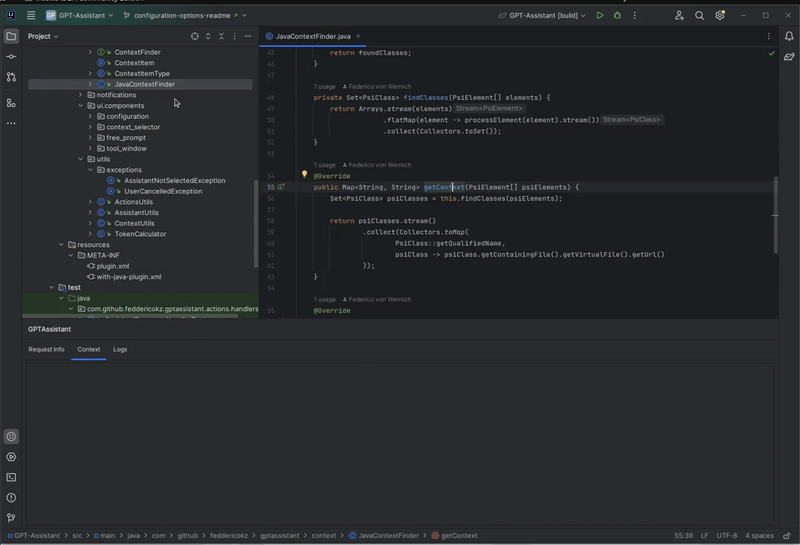 GPT-Assistant
configuration-options-readme
GPT-Assistant [build]
Project
ContextFinder
ContextItem
ContextItemType
JavaContextFinder
notifications
ui.components
configuration
context_selector
free_prompt
tool_window
utils
exceptions
AssistantNotSelectedException
UserCancelledException
ActionsUtils
AssistantUtils
ContextUtils
TokenCalculator
resources
META-INF
plugin.xml
with-java-plugin.xml
test
java
com.github.feddericokz.gptassistant.actions.handlers
JavaContextFinder.java
45 return foundClasses;
46 }
47
1 usage Federico von Wernich
48 private Set<PsiClass> findClasses(PsiElement[] elements) {
49 return Arrays.stream(elements) Stream<PsiElement>
50 .flatMap(element -> processElement(element).stream()) Stream<PsiClass>
51 .collect(Collectors.toSet());
52 }
53
1 usage Federico von Wernich
54 @Override
55 public Map<String, String> getContext(PsiElement[] psiElements) {
56 Set<PsiClass> psiClasses = this.findClasses(psiElements);
57
58 return psiClasses.stream()
59 .collect(Collectors.toMap(
60 PsiClass::getQualifiedName,
61 psiClass -> psiClass.getContainingFile().getVirtualFile().getUrl()
62 ));
63 }
64
1 usage Federico von Wernich
65 @Override
GPTAssistant
Request Info Context Logs
GPT-Assistant > src > main > java > com > github > feddericokz > gptassistant > context > JavaContextFinder > getContext
55:39 LF UTF-8 4 spaces